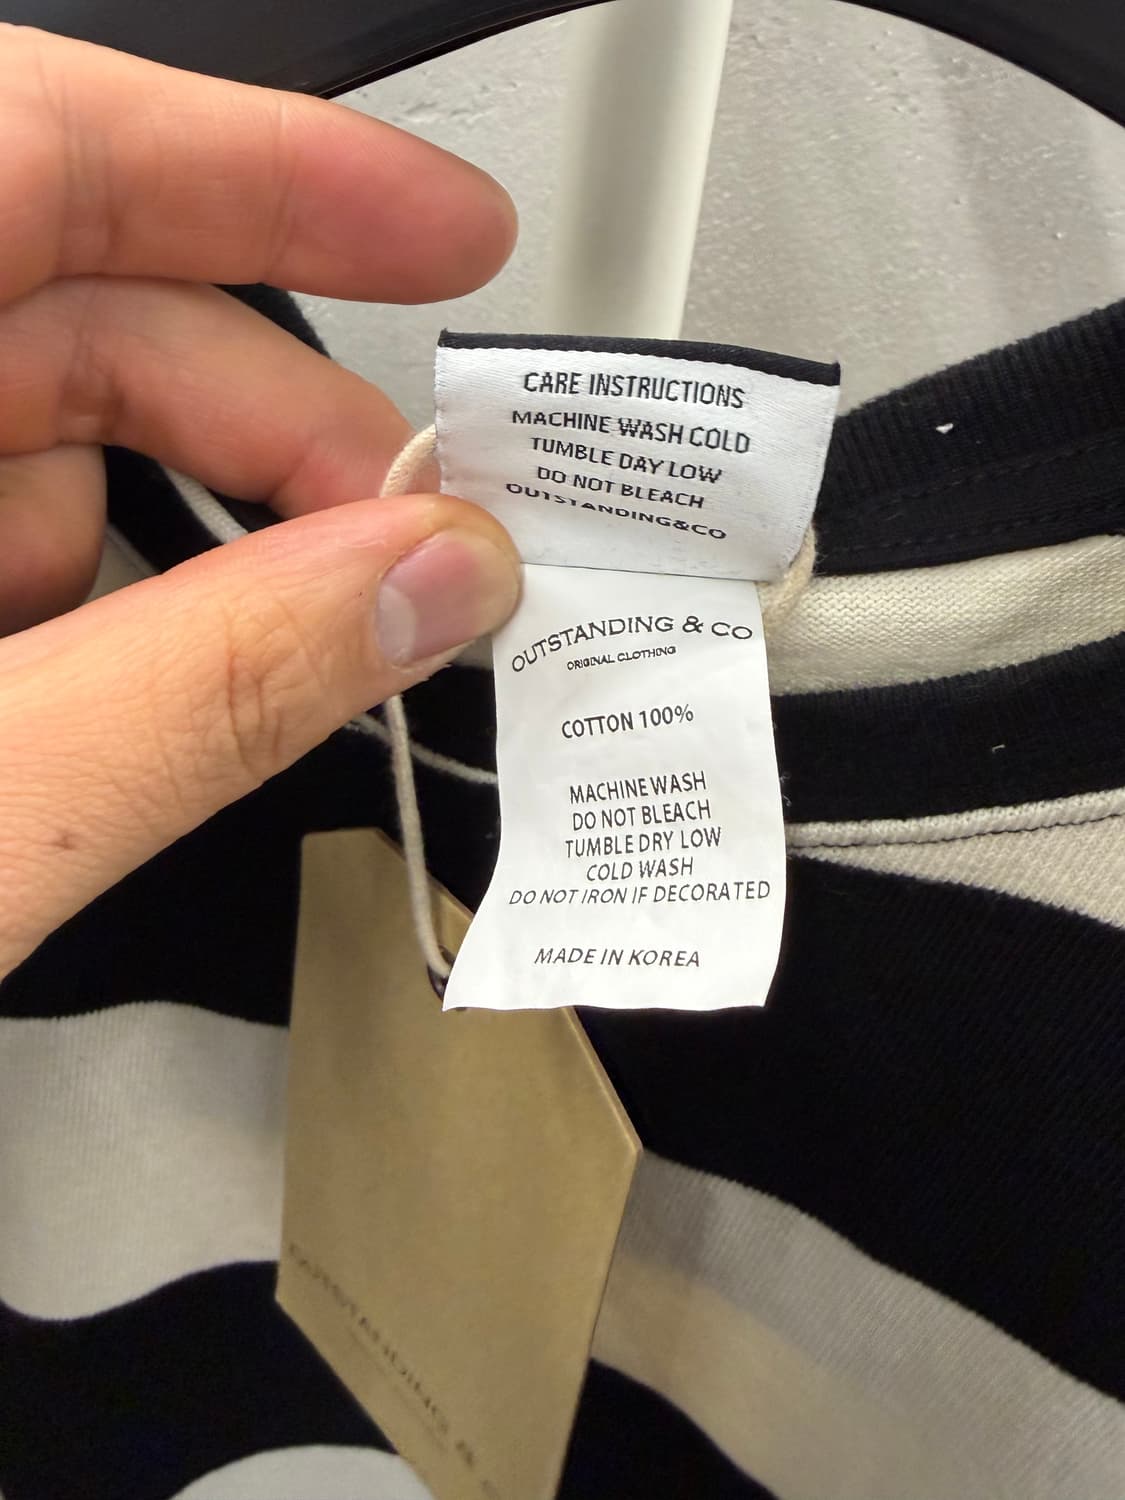 CARE INSTRUCTIONS
MACHINE WASH COLD
TUMBLE DAY LOW
DO NOT BLEACH
OUTSTANDING&CO
OUTSTANDING & CO
ORIGINAL CLOTHING
COTTON 100%
MACHINE WASH
DO NOT BLEACH
TUMBLE DRY LOW
COLD WASH
DO NOT IRON IF DECORATED
MADE IN KOREA
OUTSTANDING &